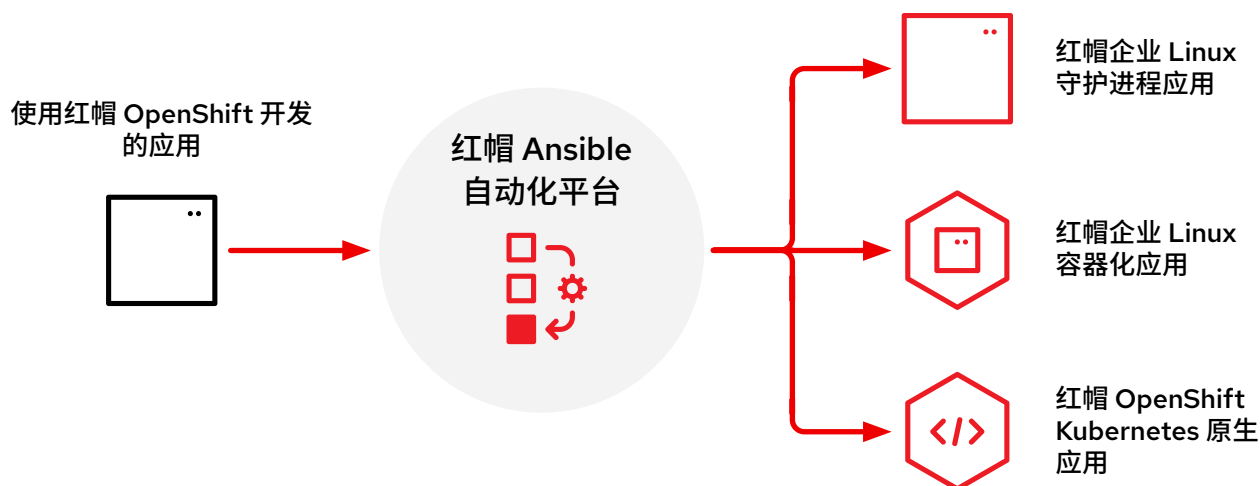 使用红帽 OpenShift 开发
的应用
红帽 Ansible
自动化平台
红帽企业 Linux
守护进程应用
红帽企业 Linux
容器化应用
</>
红帽 OpenShift
Kubernetes 原生
应用